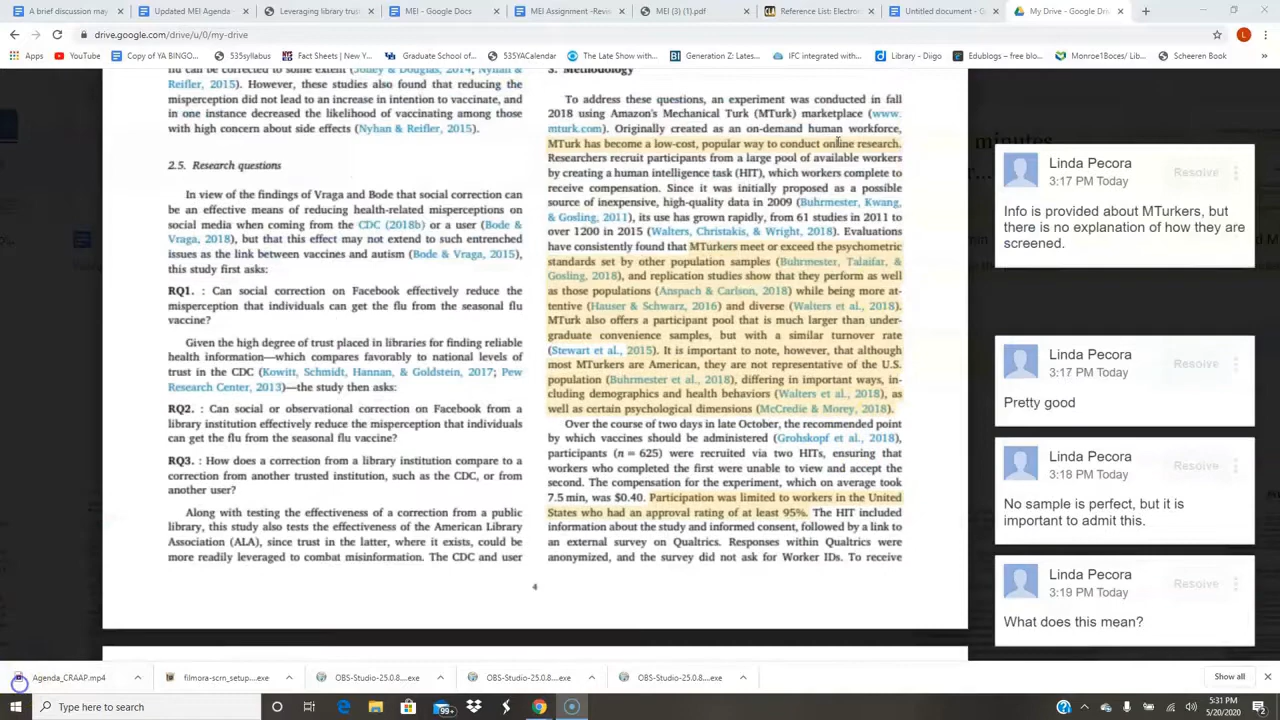 A brief discussion may
Updated MEI Agenda -
Leveraging library trus
MEI - Google Docs
MEI Assignment -Revie
MEI (3) (1).pdf
Reference List: Electron
Untitled document - G
My Drive - Google Dri
drive.google.com/drive/u/0/my-drive
L
Apps
YouTube
Copy of YA BINGO...
535syllabus
Fact Sheets | New Y...
Graduate School of...
535YACalendar
The Late Show with...
Generation Z: Lates...
IFC integrated with...
Library - Diigo
Edublogs – free blo...
Monroe1Boces/ Lib...
Scheeren Book
flu can be corrected to some extent (Jolley & Douglas, 2014; Nyhan &
Reifler, 2015). However, these studies also found that reducing the
misperception did not lead to an increase in intention to vaccinate, and
in one instance decreased the likelihood of vaccinating among those
with high concern about side effects (Nyhan & Reifler, 2015).
2.5. Research questions
In view of the findings of Vraga and Bode that social correction can
be an effective means of reducing health-related misperceptions on
social media when coming from the CDC (2018b) or a user (Bode &
Vraga, 2018), but that this effect may not extend to such entrenched
issues as the link between vaccines and autism (Bode & Vraga, 2015),
this study first asks:
RQ1. : Can social correction on Facebook effectively reduce the
misperception that individuals can get the flu from the seasonal flu
vaccine?
Given the high degree of trust placed in libraries for finding reliable
health information—which compares favorably to national levels of
trust in the CDC (Kowitt, Schmidt, Hannan, & Goldstein, 2017; Pew
Research Center, 2013)—the study then asks:
RQ2. : Can social or observational correction on Facebook from a
library institution effectively reduce the misperception that individuals
can get the flu from the seasonal flu vaccine?
RQ3. : How does a correction from a library institution compare to a
correction from another trusted institution, such as the CDC, or from
another user?
Along with testing the effectiveness of a correction from a public
library, this study also tests the effectiveness of the American Library
Association (ALA), since trust in the latter, where it exists, could be
more readily leveraged to combat misinformation. The CDC and user
3. Methodology
To address these questions, an experiment was conducted in fall
2018 using Amazon's Mechanical Turk (MTurk) marketplace (www.
mturk.com). Originally created as an on-demand human workforce,
MTurk has become a low-cost, popular way to conduct online research.
Researchers recruit participants from a large pool of available workers
by creating a human intelligence task (HIT), which workers complete to
receive compensation. Since it was initially proposed as a possible
source of inexpensive, high-quality data in 2009 (Buhrmester, Kwang,
& Gosling, 2011), its use has grown rapidly, from 61 studies in 2011 to
over 1200 in 2015 (Walters, Christakis, & Wright, 2018). Evaluations
have consistently found that MTurkers meet or exceed the psychometric
standards set by other population samples (Buhrmester, Talaifar, &
Gosling, 2018), and replication studies show that they perform as well
as those populations (Anspach & Carlson, 2018) while being more at-
tentive (Hauser & Schwarz, 2016) and diverse (Walters et al., 2018).
MTurk also offers a participant pool that is much larger than under-
graduate convenience samples, but with a similar turnover rate
(Stewart et al., 2015). It is important to note, however, that although
most MTurkers are American, they are not representative of the U.S.
population (Buhrmester et al., 2018), differing in important ways, in-
cluding demographics and health behaviors (Walters et al., 2018), as
well as certain psychological dimensions (McCredie & Morey, 2018).
Over the course of two days in late October, the recommended point
by which vaccines should be administered (Grohskopf et al., 2018),
participants (n = 625) were recruited via two HITs, ensuring that
workers who completed the first were unable to view and accept the
second. The compensation for the experiment, which on average took
7.5 min, was $0.40. Participation was limited to workers in the United
States who had an approval rating of at least 95%. The HIT included
information about the study and informed consent, followed by a link to
an external survey on Qualtrics. Responses within Qualtrics were
anonymized, and the survey did not ask for Worker IDs. To receive
4
minutes
Linda Pecora
3:17 PM Today
Resolve
Info is provided about MTurkers, but
there is no explanation of how they are
screened.
Linda Pecora
3:17 PM Today
Resolve
Pretty good
Linda Pecora
3:18 PM Today
Resolve
No sample is perfect, but it is
important to admit this.
Linda Pecora
3:19 PM Today
Resolve
What does this mean?
Agenda_CRAAP.mp4
filmora-scrn_setup....exe
OBS-Studio-25.0.8....exe
OBS-Studio-25.0.8....exe
OBS-Studio-25.0.8....exe
Show all
Type here to search
99+
5:31 PM
5/20/2020
2